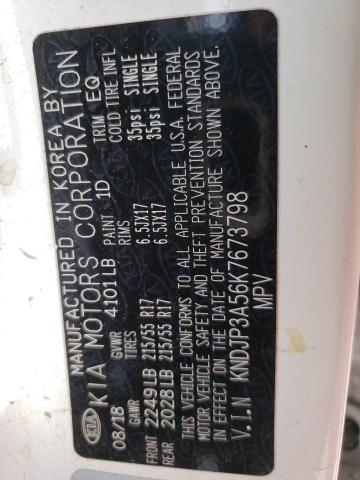 MANUFACTURED IN KOREA BY
KIA KIA MOTORS CORPORATION
08/18 GVWR 4101LB PAINT 1D TRIM EQ
GAWR TIRES RIMS COLD TIRE INFL
FRONT 2249LB 215/55 R17 6.5JX17 35psi SINGLE
REAR 2028LB 215/55 R17 6.5JX17 35psi SINGLE
THIS VEHICLE CONFORMS TO ALL APPLICABLE U.S.A. FEDERAL
MOTOR VEHICLE SAFETY AND THEFT PREVENTION STANDARDS
IN EFFECT ON THE DATE OF MANUFACTURE SHOWN ABOVE.
V.I.N KNDJP3A56K7673798
MPV